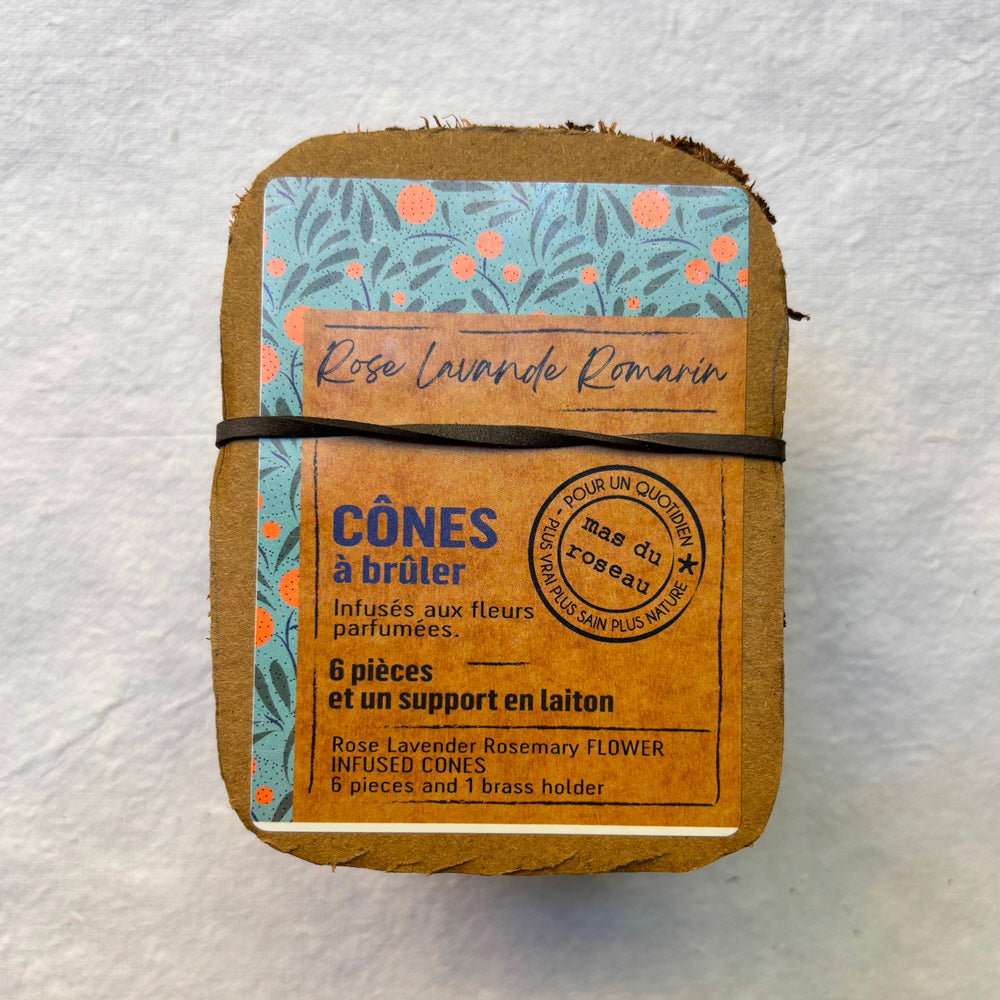 Rose Lavande Romarin
CÔNES
à brûler
Infusés aux fleurs
parfumées.
POUR UN QUOTIDIEN
* PLUS VRAI PLUS SAIN PLUS NATURE
mas du
roseau
6 pièces
et un support en laiton
Rose Lavender Rosemary FLOWER
INFUSED CONES
6 pieces and 1 brass holder